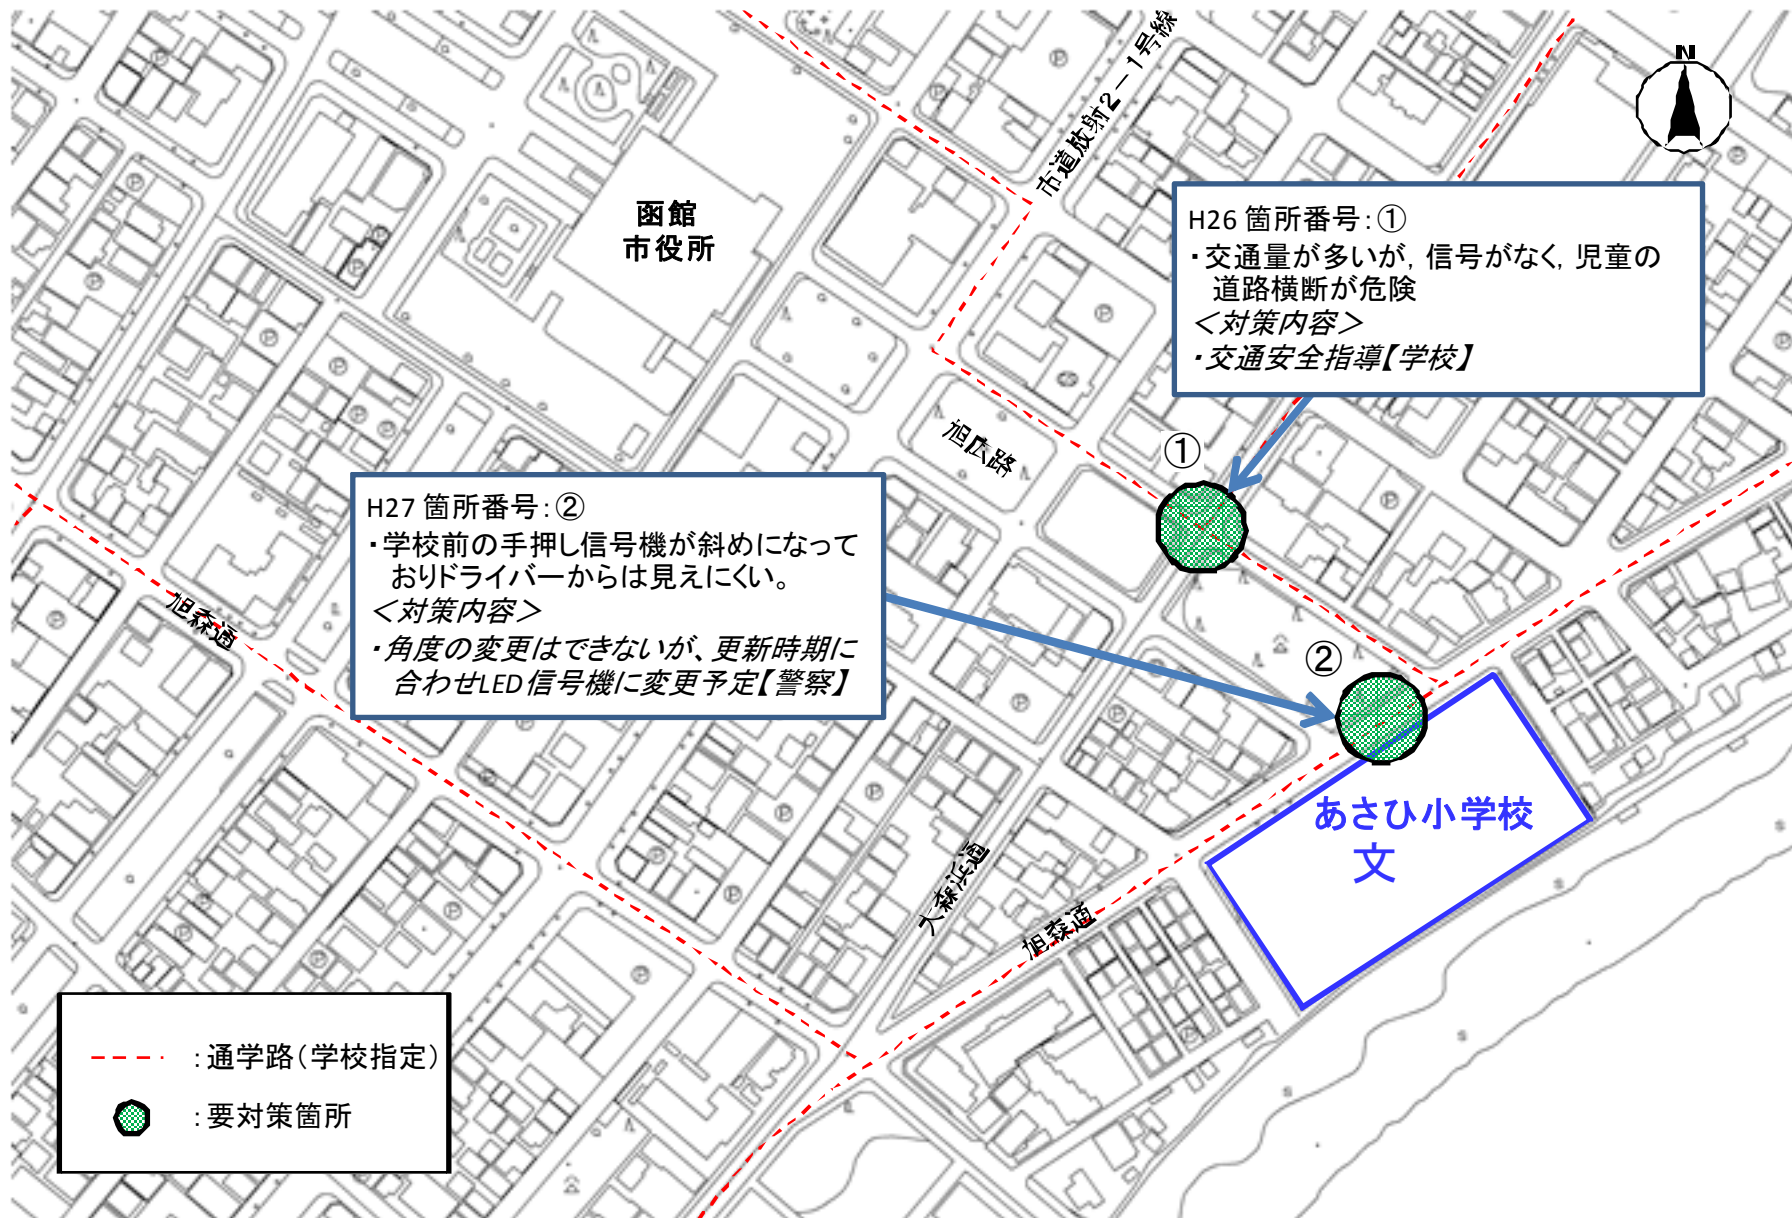 N
市道放射2－1号線
函館
市役所
H26 箇所番号:①
・交通量が多いが, 信号がなく, 児童の
道路横断が危険
＜対策内容＞
・交通安全指導【学校】
旭広路
①
H27 箇所番号:②
・学校前の手押し信号機が斜めになって
おりドライバーからは見えにくい。
＜対策内容＞
・角度の変更はできないが、更新時期に
合わせLED信号機に変更予定【警察】
旭森通
②
あさひ小学校
文
大森浜通
旭森通
:通学路(学校指定)
:要対策箇所